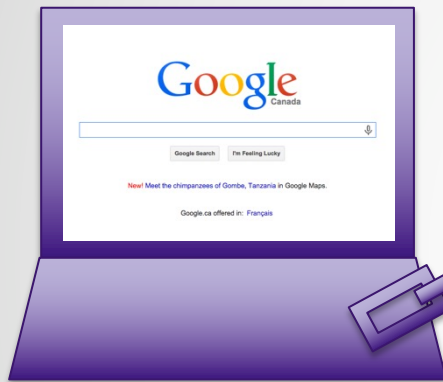 Google
Canada
Google Search I'm Feeling Lucky
New! Meet the chimpanzees of Gombe, Tanzania in Google Maps.
Google.ca offered in: Français